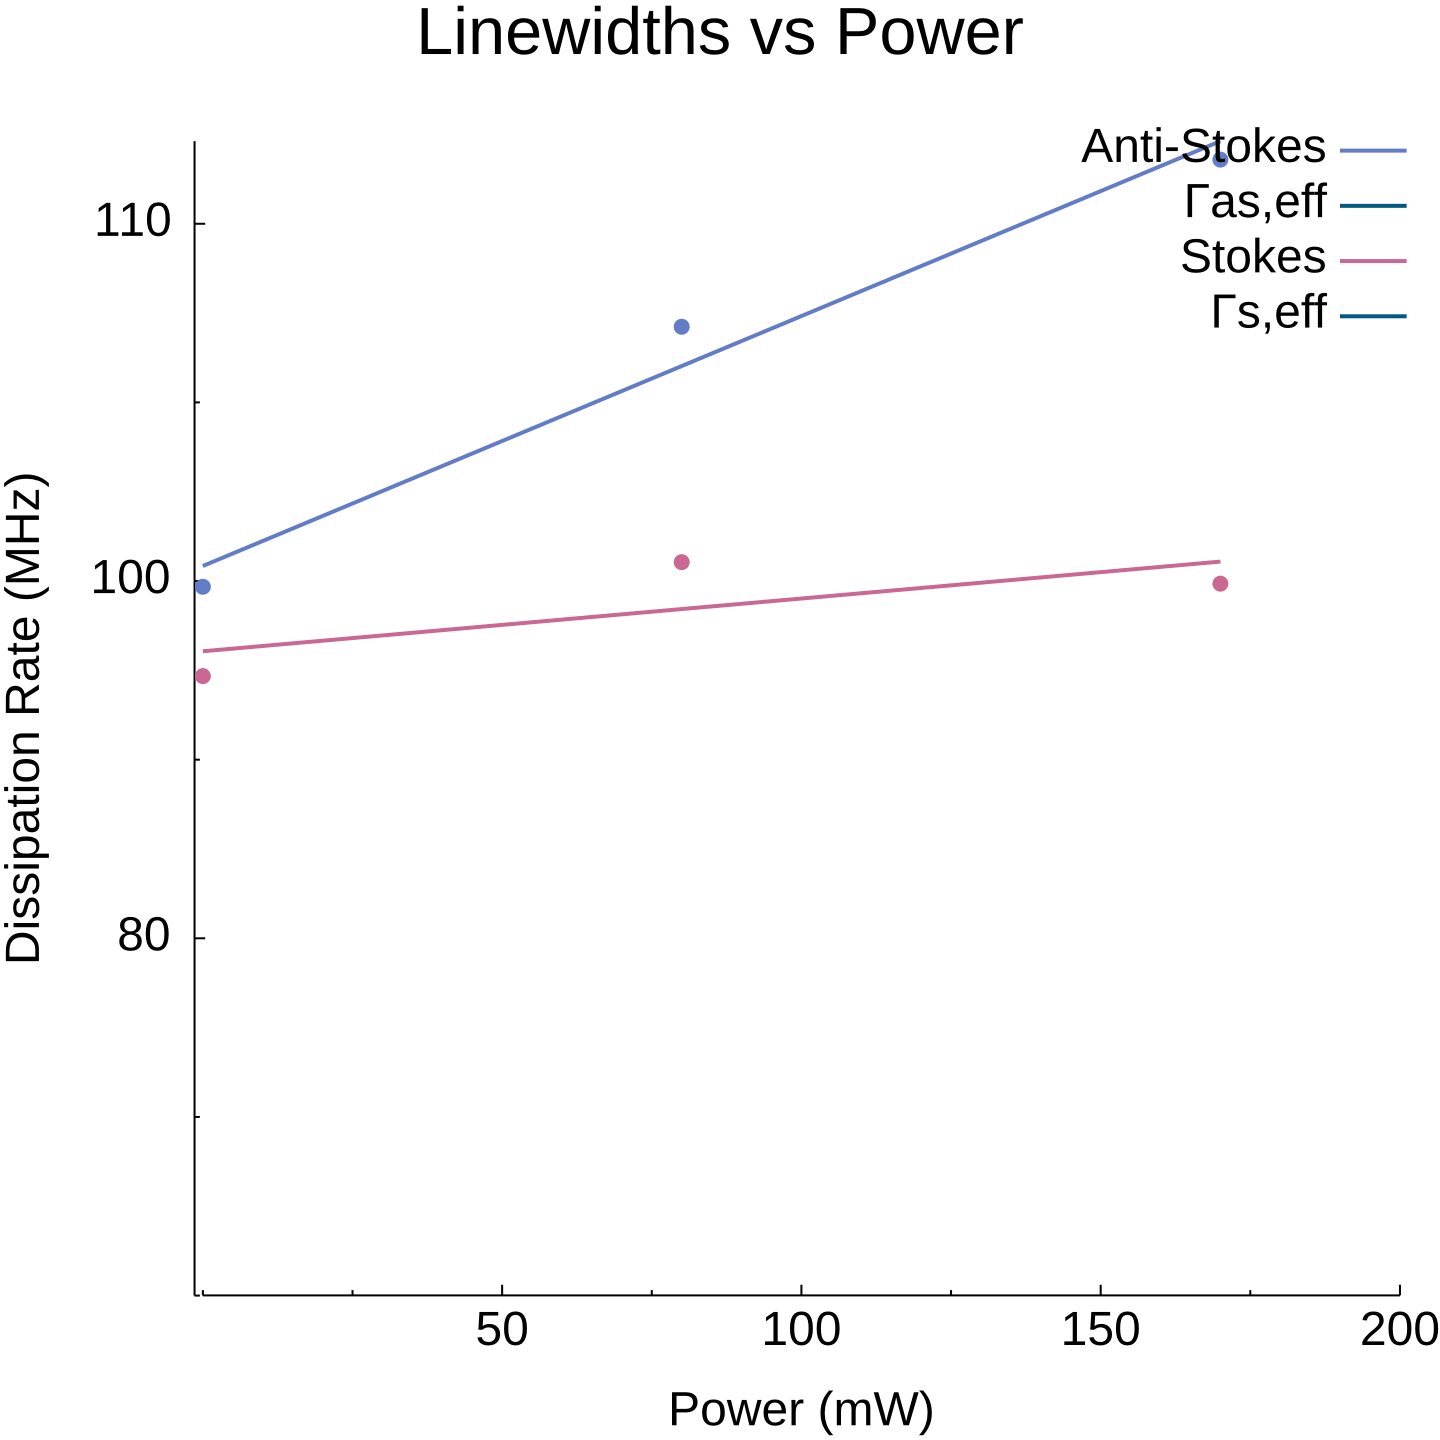 Linewidths vs Power
Anti-Stokes
Γas,eff
Stokes
Γs,eff
110
100
80
Dissipation Rate (MHz)
50
100
150
200
Power (mW)